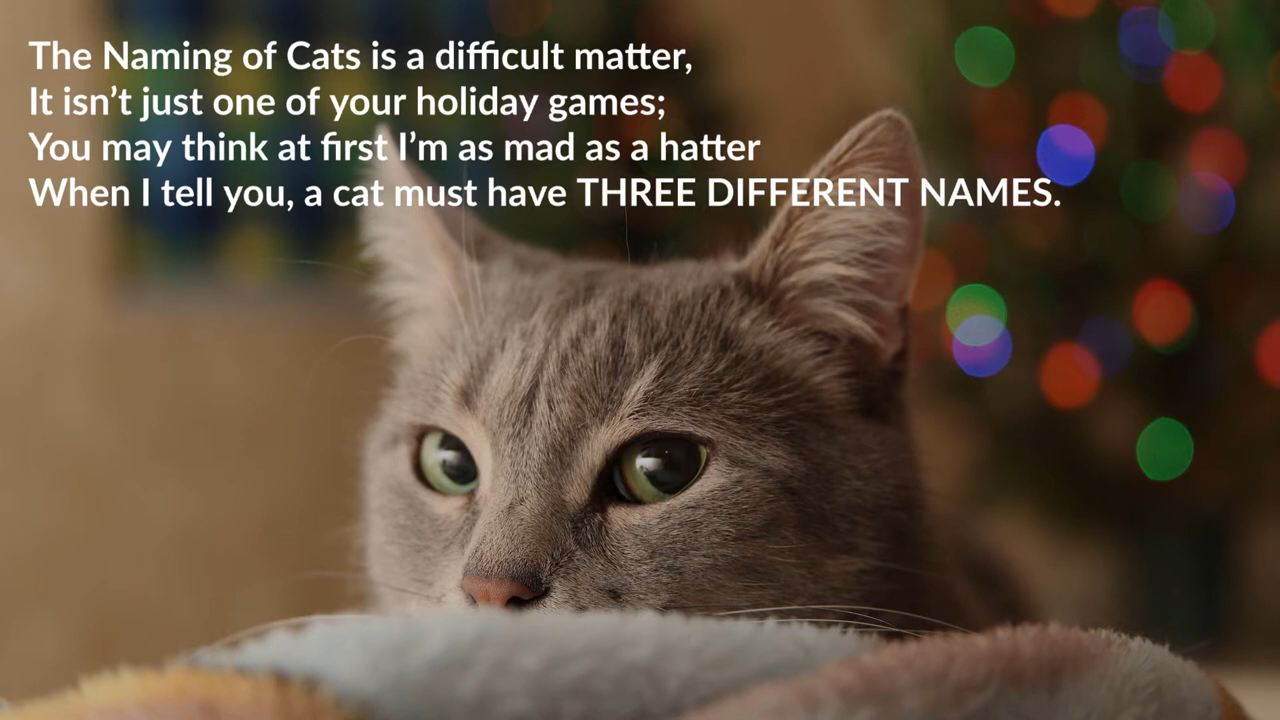 The Naming of Cats is a difficult matter,
It isn’t just one of your holiday games;
You may think at first I’m as mad as a hatter
When I tell you, a cat must have THREE DIFFERENT NAMES.